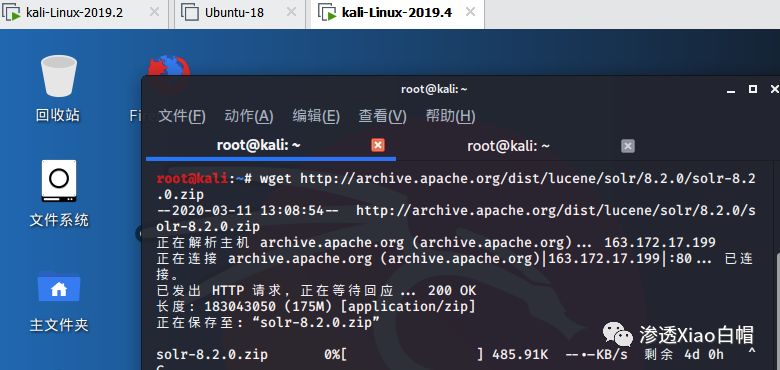 kali-Linux-2019.2
Ubuntu-18
kali-Linux-2019.4
回收站
文件系统
主文件夹
root@kali: ~
文件(F) 动作(A) 编辑(E) 查看(V) 帮助(H)
root@kali: ~
root@kali: ~
root@kali:~# wget http://archive.apache.org/dist/lucene/solr/8.2.0/solr-8.2
.0.zip
--2020-03-11 13:08:54-- http://archive.apache.org/dist/lucene/solr/8.2.0/s
olr-8.2.0.zip
正在解析主机 archive.apache.org (archive.apache.org)... 163.172.17.199
正在连接 archive.apache.org (archive.apache.org)|163.172.17.199|:80... 已连
接。
已发出 HTTP 请求，正在等待回应... 200 OK
长度：183043050 (175M) [application/zip]
正在保存至: “solr-8.2.0.zip”
solr-8.2.0.zip 0%[ ] 485.91K --.-KB/s 剩余 4d 0h ^
渗透Xiao白帽